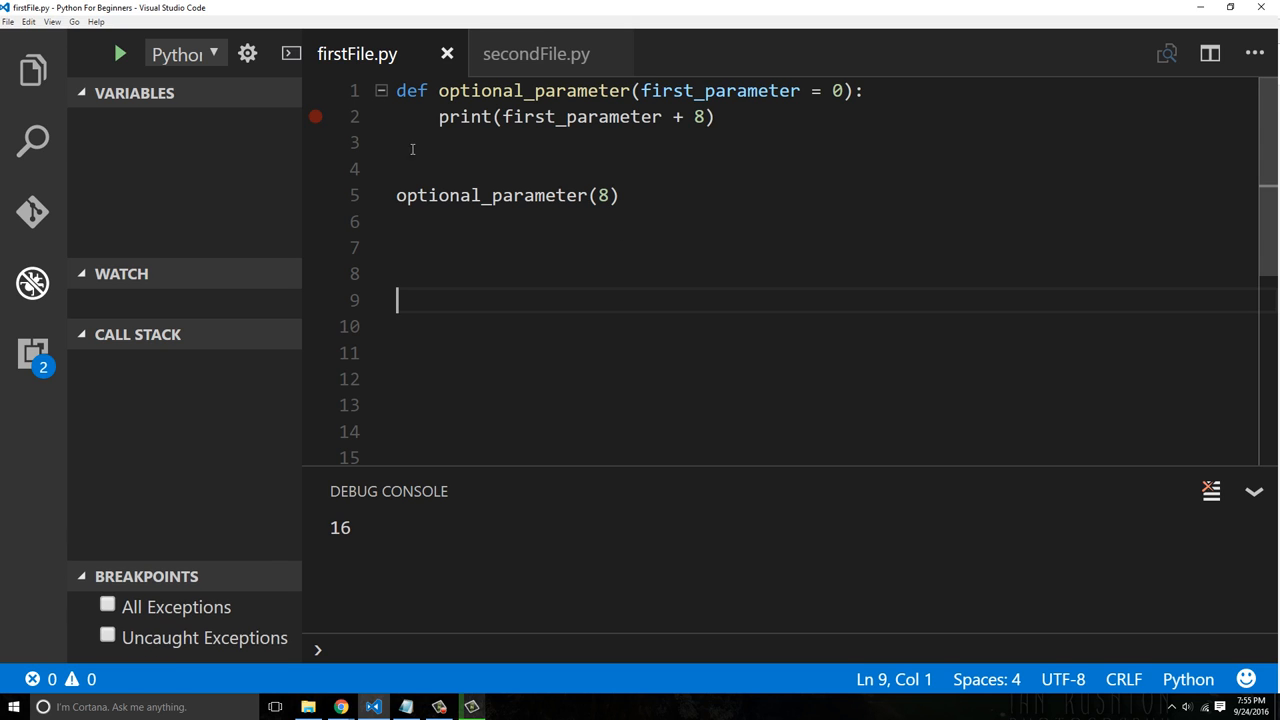 firstFile.py - Python For Beginners - Visual Studio Code
File Edit View Go Help
Python
firstFile.py
secondFile.py
VARIABLES
WATCH
CALL STACK
BREAKPOINTS
All Exceptions
Uncaught Exceptions
2
1 def optional_parameter(first_parameter = 0):
2 print(first_parameter + 8)
3
4
5 optional_parameter(8)
6
7
8
9
10
11
12
13
14
15
DEBUG CONSOLE
16
0 0
Ln 9, Col 1 Spaces: 4 UTF-8 CRLF Python
I'm Cortana. Ask me anything.
7:55 PM
9/24/2016